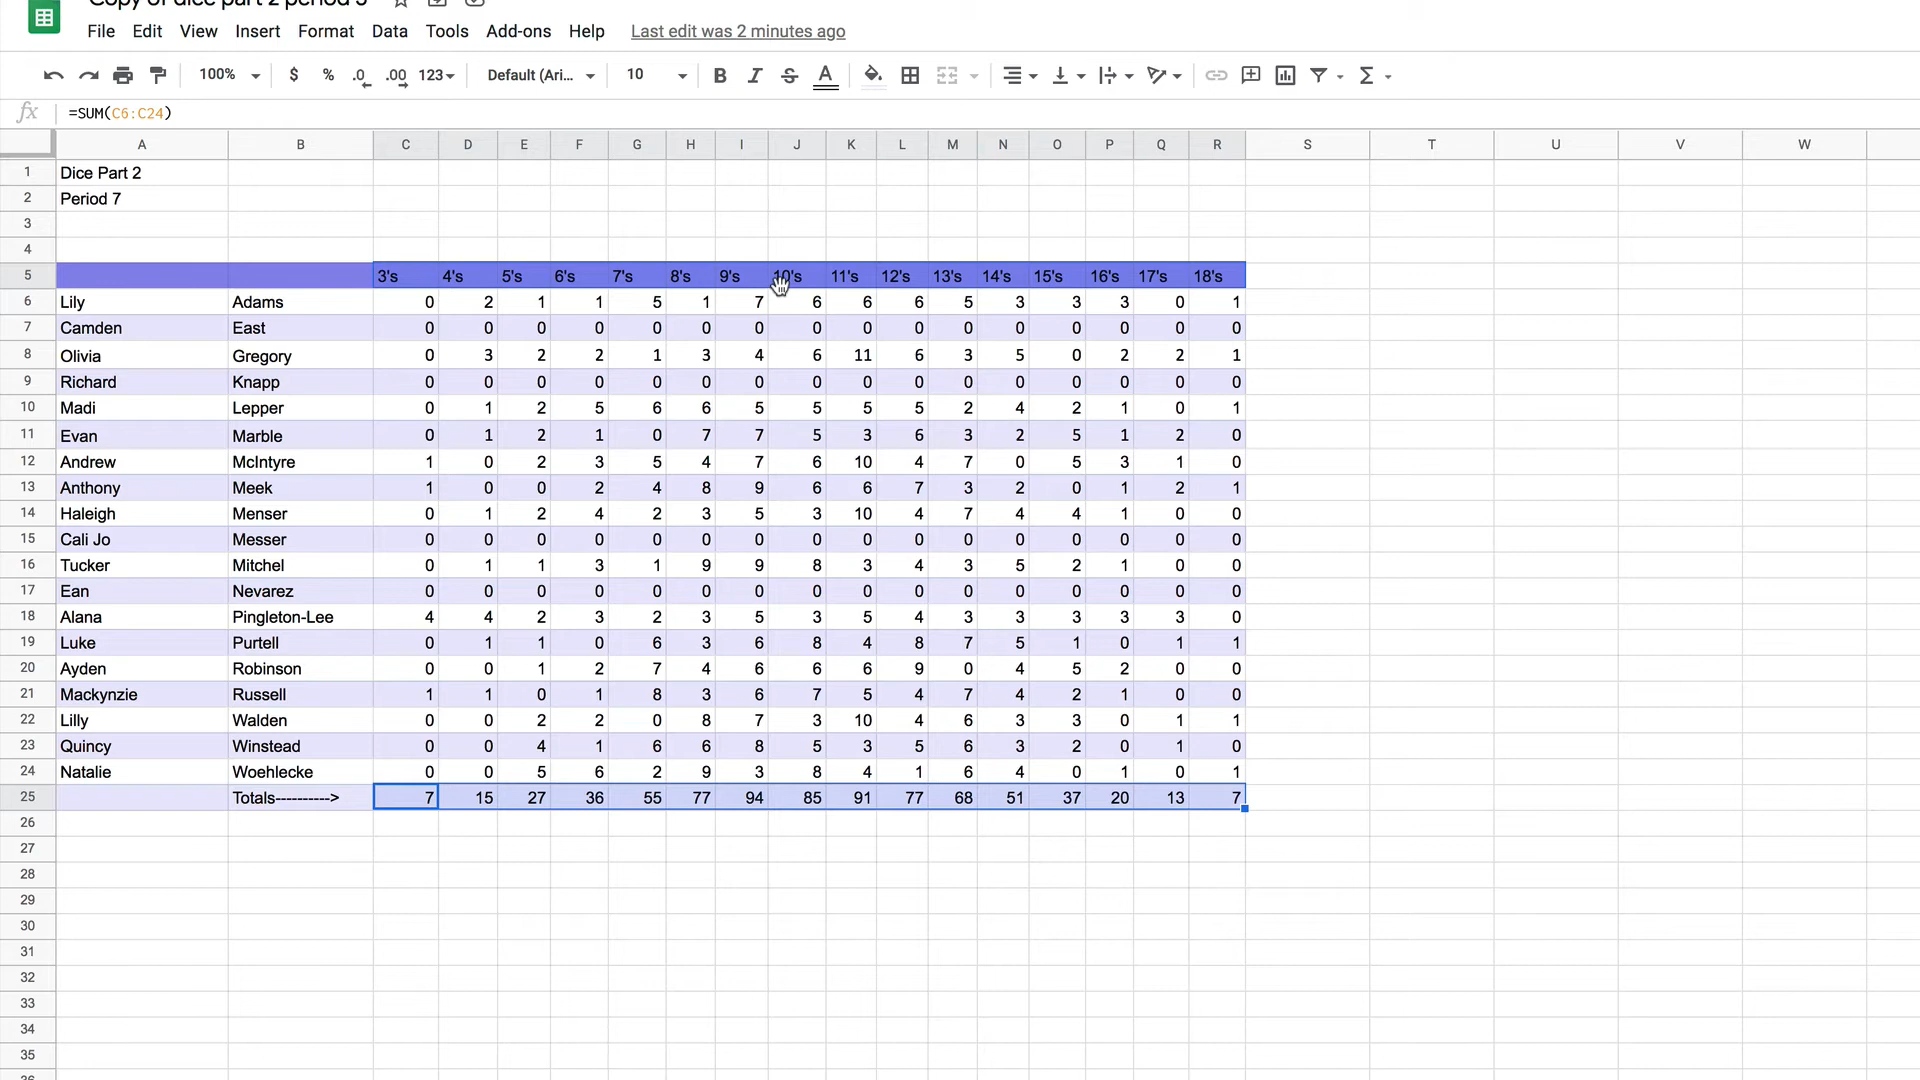 Copy of dice part 2 period 5
File Edit View Insert Format Data Tools Add-ons Help Last edit was 2 minutes ago
100% $ % .0 .00 123 Default (Ari... 10 B I S A Σ
fx =SUM(C6:C24)
A B C D E F G H I J K L M N O P Q R S T U V W
1 Dice Part 2
2 Period 7
3
4
5 3's 4's 5's 6's 7's 8's 9's 10's 11's 12's 13's 14's 15's 16's 17's 18's
6 Lily Adams 0 2 1 1 5 1 7 6 6 6 5 3 3 3 0 1
7 Camden East 0 0 0 0 0 0 0 0 0 0 0 0 0 0 0 0
8 Olivia Gregory 0 3 2 2 1 3 4 6 11 6 3 5 0 2 2 1
9 Richard Knapp 0 0 0 0 0 0 0 0 0 0 0 0 0 0 0 0
10 Madi Lepper 0 1 2 5 6 6 5 5 5 5 2 4 2 1 0 1
11 Evan Marble 0 1 2 1 0 7 7 5 3 6 3 2 5 1 2 0
12 Andrew McIntyre 1 0 2 3 5 4 7 6 10 4 7 0 5 3 1 0
13 Anthony Meek 1 0 0 2 4 8 9 6 6 7 3 2 0 1 2 1
14 Haleigh Menser 0 1 2 4 2 3 5 3 10 4 7 4 4 1 0 0
15 Cali Jo Messer 0 0 0 0 0 0 0 0 0 0 0 0 0 0 0 0
16 Tucker Mitchel 0 1 1 3 1 9 9 8 3 4 3 5 2 1 0 0
17 Ean Nevarez 0 0 0 0 0 0 0 0 0 0 0 0 0 0 0 0
18 Alana Pingleton-Lee 4 4 2 3 2 3 5 3 5 4 3 3 3 3 3 0
19 Luke Purtell 0 1 1 0 6 3 6 8 4 8 7 5 1 0 1 1
20 Ayden Robinson 0 0 1 2 7 4 6 6 6 9 0 4 5 2 0 0
21 Mackynzie Russell 1 1 0 1 8 3 6 7 5 4 7 4 2 1 0 0
22 Lilly Walden 0 0 2 2 0 8 7 3 10 4 6 3 3 0 1 1
23 Quincy Winstead 0 0 4 1 6 6 8 5 3 5 6 3 2 0 1 0
24 Natalie Woehlecke 0 0 5 6 2 9 3 8 4 1 6 4 0 1 0 1
25 Totals----------> 7 15 27 36 55 77 94 85 91 77 68 51 37 20 13 7
26
27
28
29
30
31
32
33
34
35
36